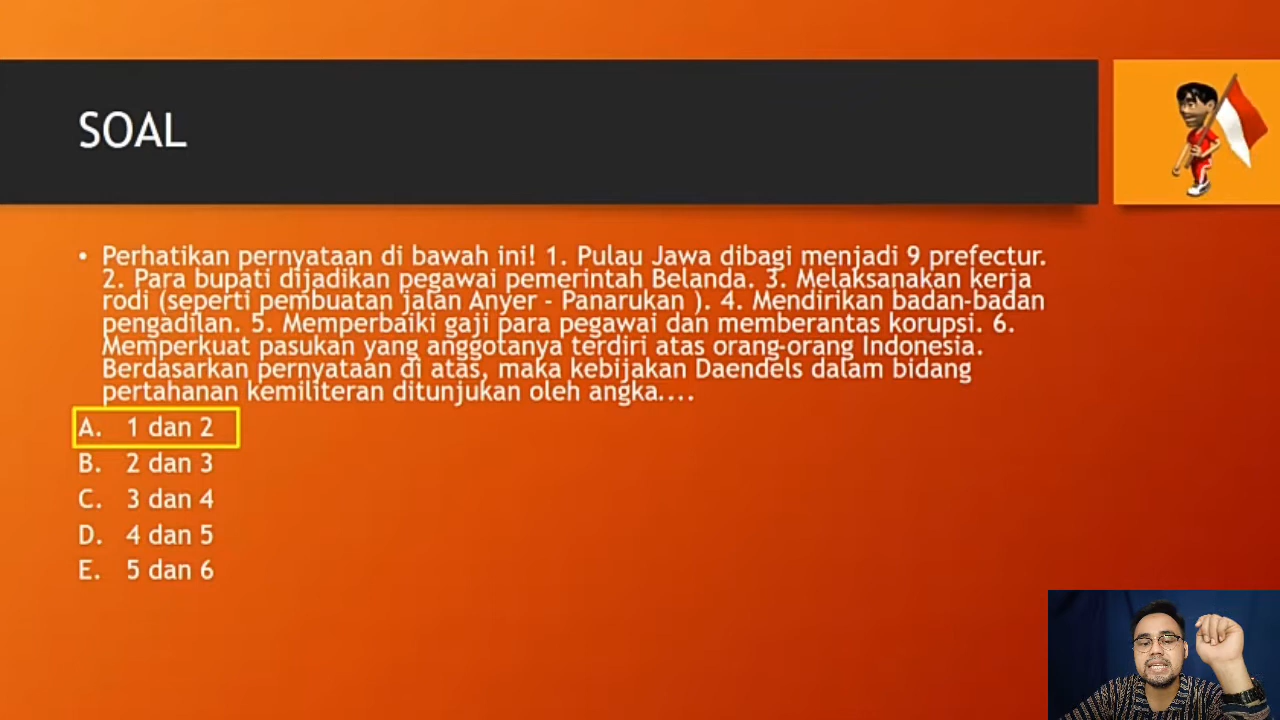 SOAL
• Perhatikan pernyataan di bawah ini! 1. Pulau Jawa dibagi menjadi 9 prefectur.
2. Para bupati dijadikan pegawai pemerintah Belanda. 3. Melaksanakan kerja
rodi (seperti pembuatan jalan Anyer - Panarukan ). 4. Mendirikan badan-badan
pengadilan. 5. Memperbaiki gaji para pegawai dan memberantas korupsi. 6.
Memperkuat pasukan yang anggotanya terdiri atas orang-orang Indonesia.
Berdasarkan pernyataan di atas, maka kebijakan Daendels dalam bidang
pertahanan kemiliteran ditunjukan oleh angka....
A. 1 dan 2
B. 2 dan 3
C. 3 dan 4
D. 4 dan 5
E. 5 dan 6